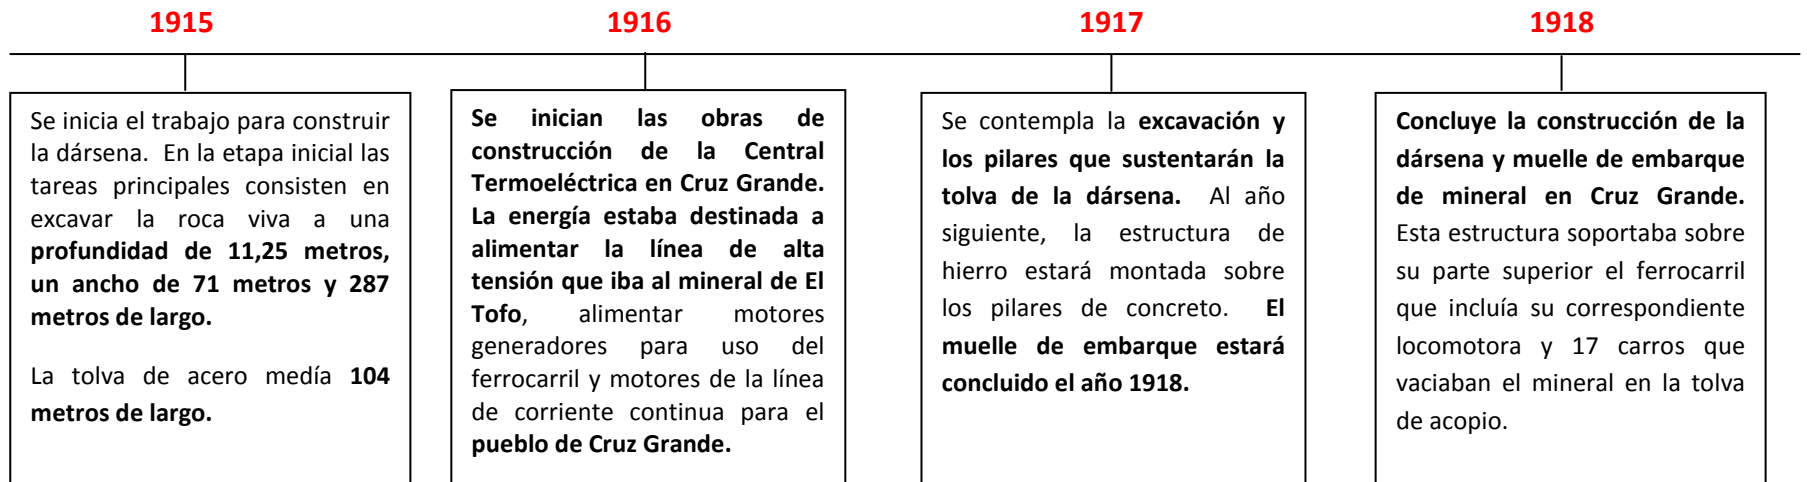 1915
Se inicia el trabajo para construir
la dársena. En la etapa inicial las
tareas principales consisten en
excavar la roca viva a una
profundidad de 11,25 metros,
un ancho de 71 metros y 287
metros de largo.
La tolva de acero medía 104
metros de largo.
1916
Se inician las obras de
construcción de la Central
Termoeléctrica en Cruz Grande.
La energía estaba destinada a
alimentar la línea de alta
tensión que iba al mineral de El
Tofo, alimentar motores
generadores para uso del
ferrocarril y motores de la línea
de corriente continua para el
pueblo de Cruz Grande.
1917
Se contempla la excavación y
los pilares que sustentarán la
tolva de la dársena. Al año
siguiente, la estructura de
hierro estará montada sobre
los pilares de concreto. El
muelle de embarque estará
concluido el año 1918.
1918
Concluye la construcción de la
dársena y muelle de embarque
de mineral en Cruz Grande.
Esta estructura soportaba sobre
su parte superior el ferrocarril
que incluía su correspondiente
locomotora y 17 carros que
vaciaban el mineral en la tolva
de acopio.